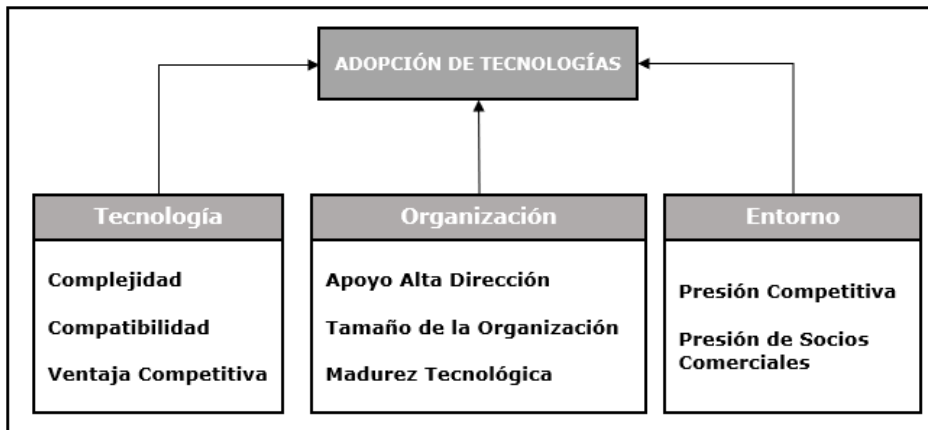 ADOPCIÓN DE TECNOLOGÍAS
Tecnología
Complejidad
Compatibilidad
Ventaja Competitiva
Organización
Apoyo Alta Dirección
Tamaño de la Organización
Madurez Tecnológica
Entorno
Presión Competitiva
Presión de Socios
Comerciales